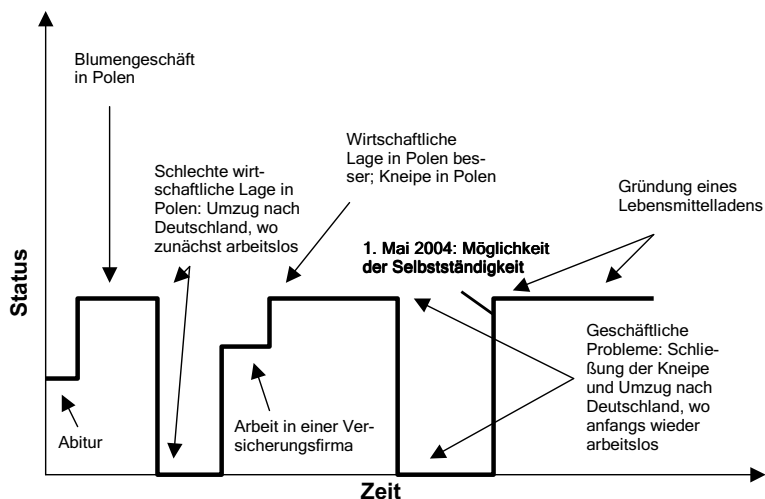 Blumengeschäft
in Polen
Schlechte wirt-
schaftliche Lage in
Polen: Umzug nach
Deutschland, wo
zunächst arbeitslos
Wirtschaftliche
Lage in Polen bes-
ser; Kneipe in Polen
Gründung eines
Lebensmittelladens
1. Mai 2004: Möglichkeit
der Selbstständigkeit
Status
Geschäftliche
Probleme: Schlie-
ßung der Kneipe
und Umzug nach
Deutschland, wo
anfangs wieder
arbeitslos
Abitur
Arbeit in einer Ver-
sicherungsfirma
Zeit